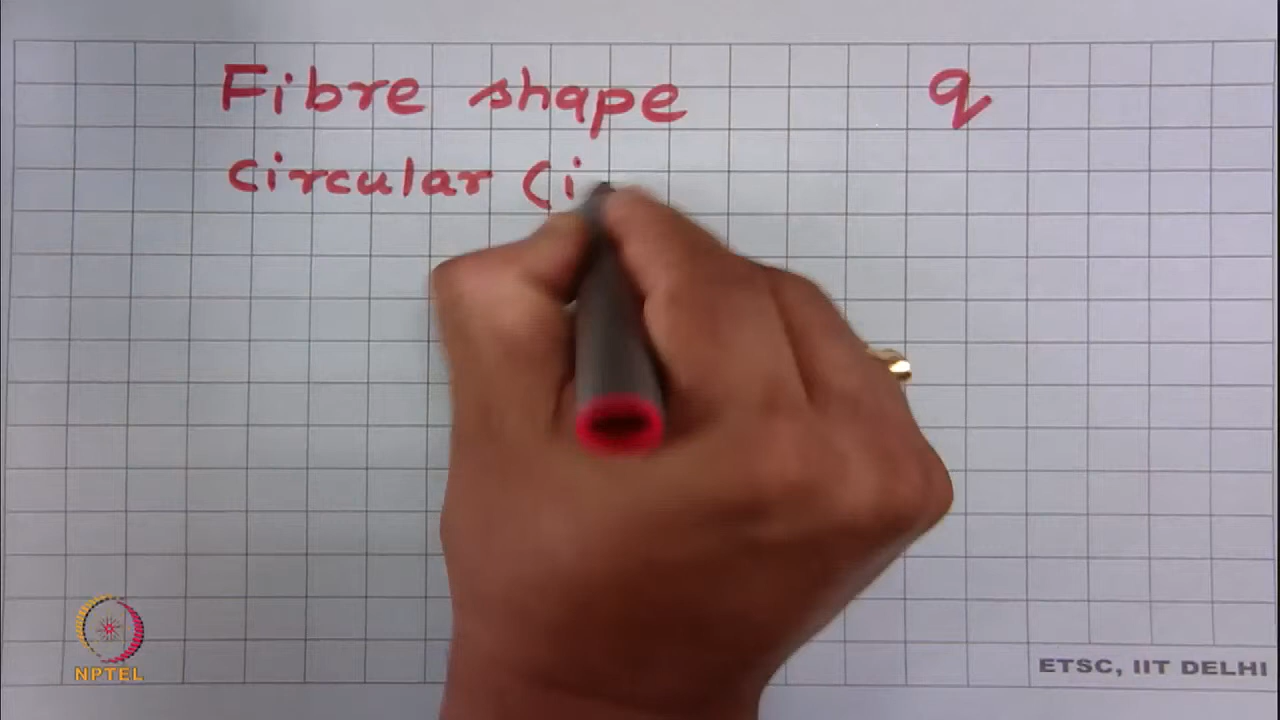 Fibre shape q
Circular (i
NPTEL
ETSC, IIT DELHI